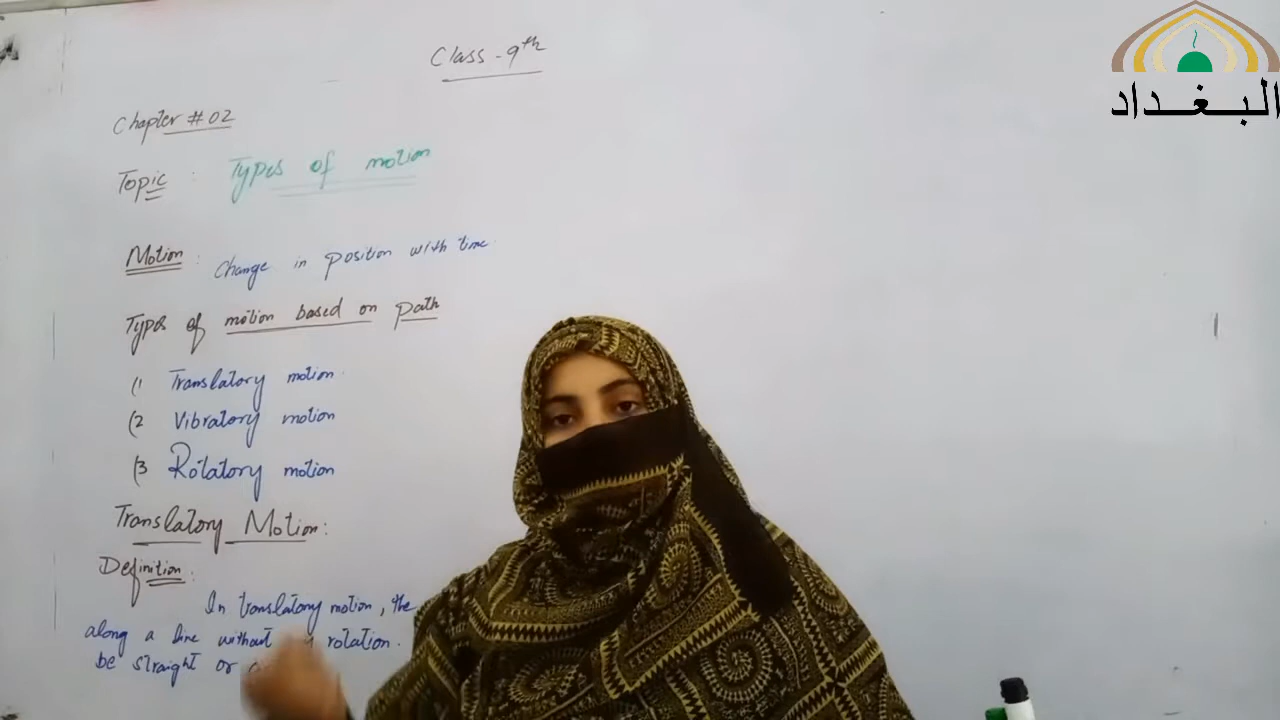 Class - 9th
البغداد
Chapter # 02
Topic : Types of motion
Motion : Change in position with time.
Types of motion based on path
(1 Translatory motion.
(2 Vibratory motion
(3 Rotatory motion
Translatory Motion:
Definition:
In translatory motion, the
along a line without rotation.
be straight or